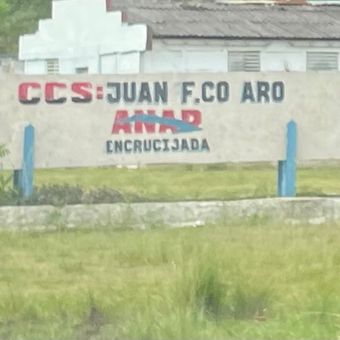 CCS: JUAN F.CO ARO
ANAP
ENCRUCIJADA